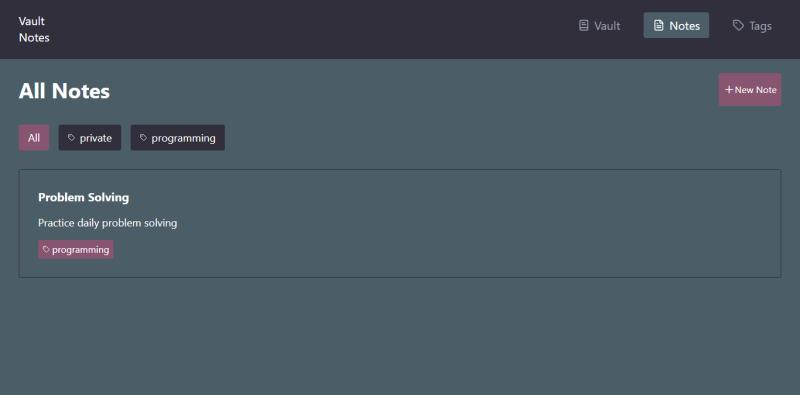 Vault
Notes
Vault
Notes
Tags
All Notes
+New Note
All
private
programming
Problem Solving
Practice daily problem solving
programming